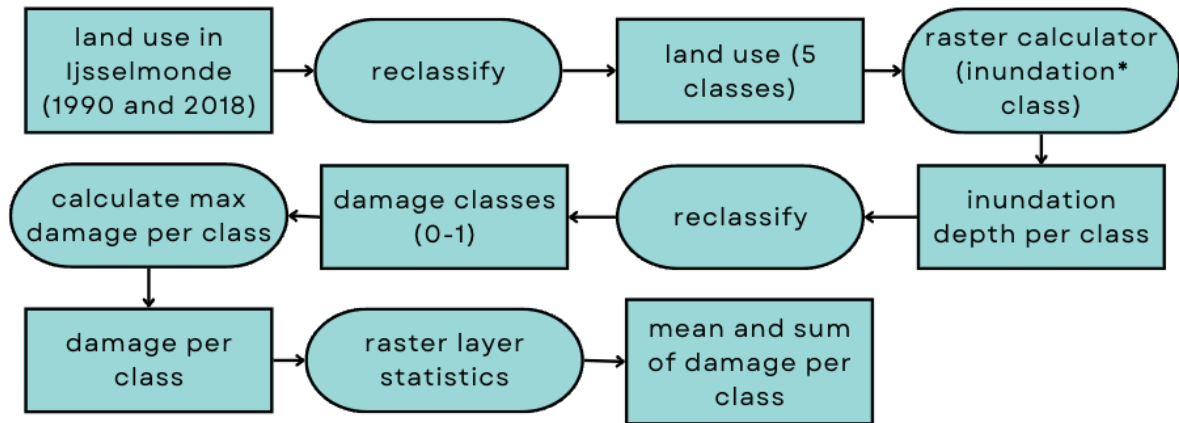 land use in
Ijsselmonde
(1990 and 2018)
reclassify
land use (5
classes)
raster calculator
(inundation*
class)
inundation
depth per class
reclassify
damage classes
(0-1)
calculate max
damage per class
damage per
class
raster layer
statistics
mean and sum
of damage per
class